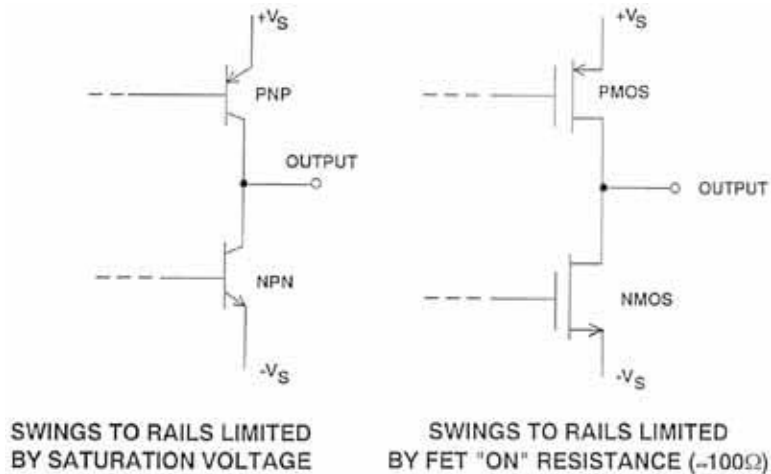 +VS
+VS
PNP
PMOS
OUTPUT
OUTPUT
NPN
NMOS
-VS
-VS
SWINGS TO RAILS LIMITED
BY SATURATION VOLTAGE
SWINGS TO RAILS LIMITED
BY FET "ON" RESISTANCE (~100Ω)